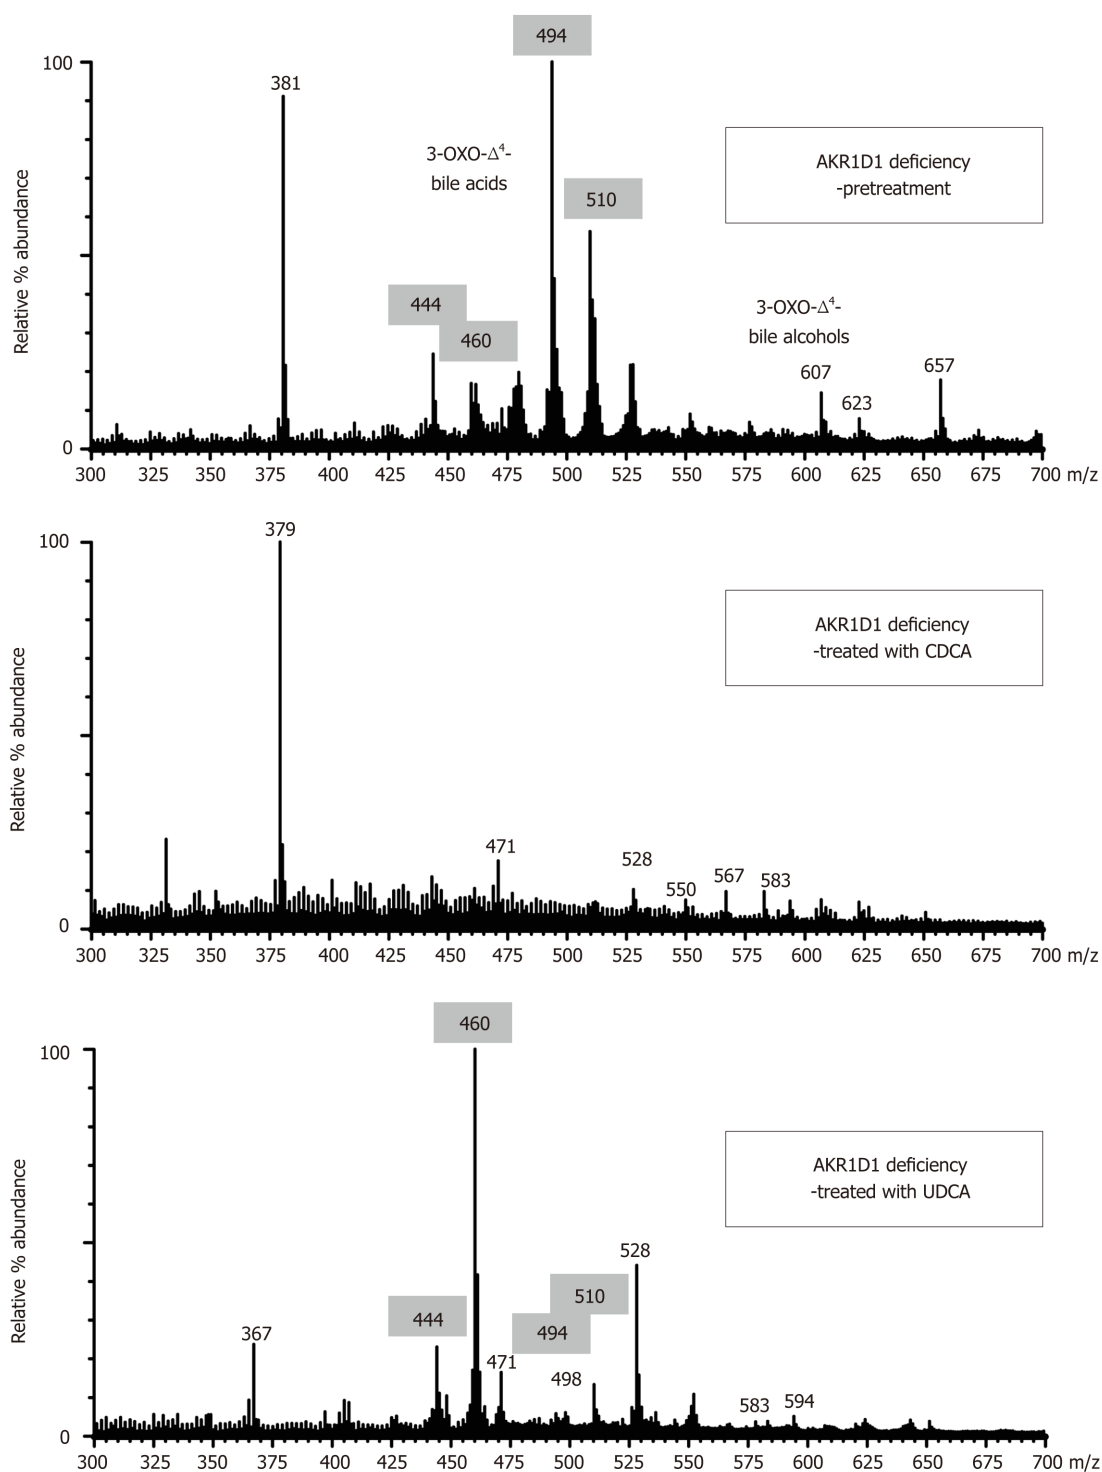 494
100
381
3-OXO-Δ4-
bile acids
AKR1D1 deficiency
-pretreatment
510
444
460
3-OXO-Δ4-
bile alcohols
607
623
657
Relative % abundance
0
300 325 350 375 400 425 450 475 500 525 550 575 600 625 650 675 700 m/z
379
100
AKR1D1 deficiency
-treated with CDCA
471
528
550
567
583
Relative % abundance
0
300 325 350 375 400 425 450 475 500 525 550 575 600 625 650 675 700 m/z
460
100
AKR1D1 deficiency
-treated with UDCA
528
510
444
494
367
471
498
583
594
Relative % abundance
0
300 325 350 375 400 425 450 475 500 525 550 575 600 625 650 675 700 m/z